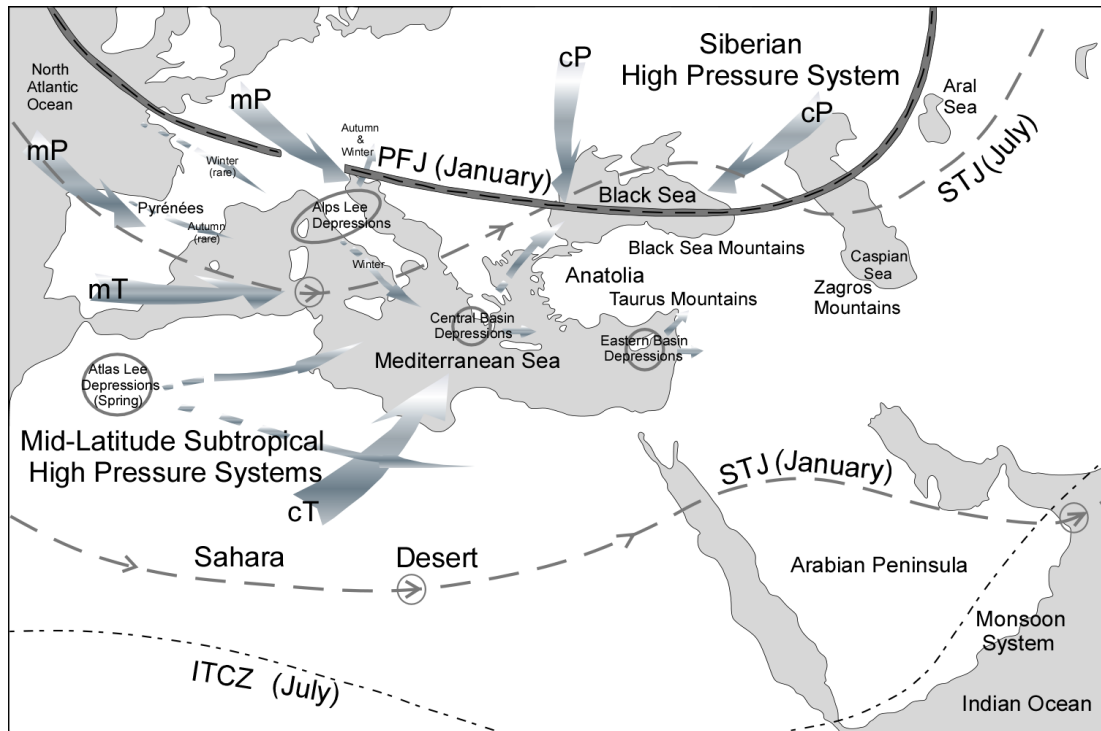 Siberian
High Pressure System
cP
cP
North
Atlantic
Ocean
mP
Aral
Sea
mP
Autumn
&
Winter
Winter
(rare)
PFJ (January)
STJ (July)
Pyrénées
Autumn
(rare)
Alps Lee
Depressions
Black Sea
Black Sea Mountains
Caspian
Sea
Winter
Anatolia
mT
Taurus Mountains
Zagros
Mountains
Central Basin
Depressions
Eastern Basin
Depressions
Mediterranean Sea
Atlas Lee
Depressions
(Spring)
Mid-Latitude Subtropical
High Pressure Systems
cT
STJ (January)
Sahara Desert
Arabian Peninsula
Monsoon
System
ITCZ (July)
Indian Ocean